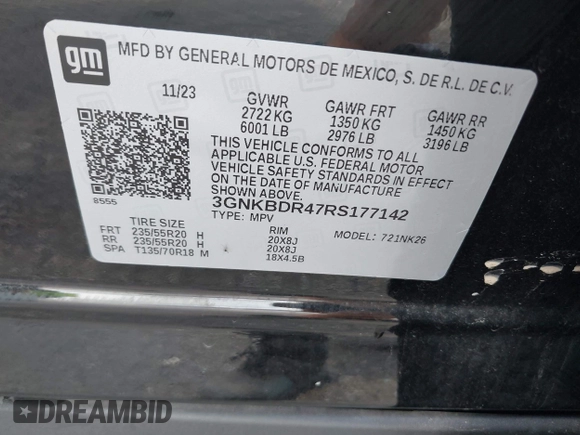 gm
MFD BY GENERAL MOTORS DE MEXICO, S. DE R.L. DE C.V.
11/23 GVWR GAWR FRT GAWR RR
2722 KG 1350 KG 1450 KG
6001 LB 2976 LB 3196 LB
THIS VEHICLE CONFORMS TO ALL
APPLICABLE U.S. FEDERAL MOTOR
VEHICLE SAFETY STANDARDS IN EFFECT
ON THE DATE OF MANUFACTURE SHOWN ABOVE.
8555 3GNKBDR47RS177142
TYPE: MPV MODEL: 721NK26
TIRE SIZE RIM
FRT 235/55R20 H 20X8J
RR 235/55R20 H 20X8J
SPA T135/70R18 M 18X4.5B
DREAMBID